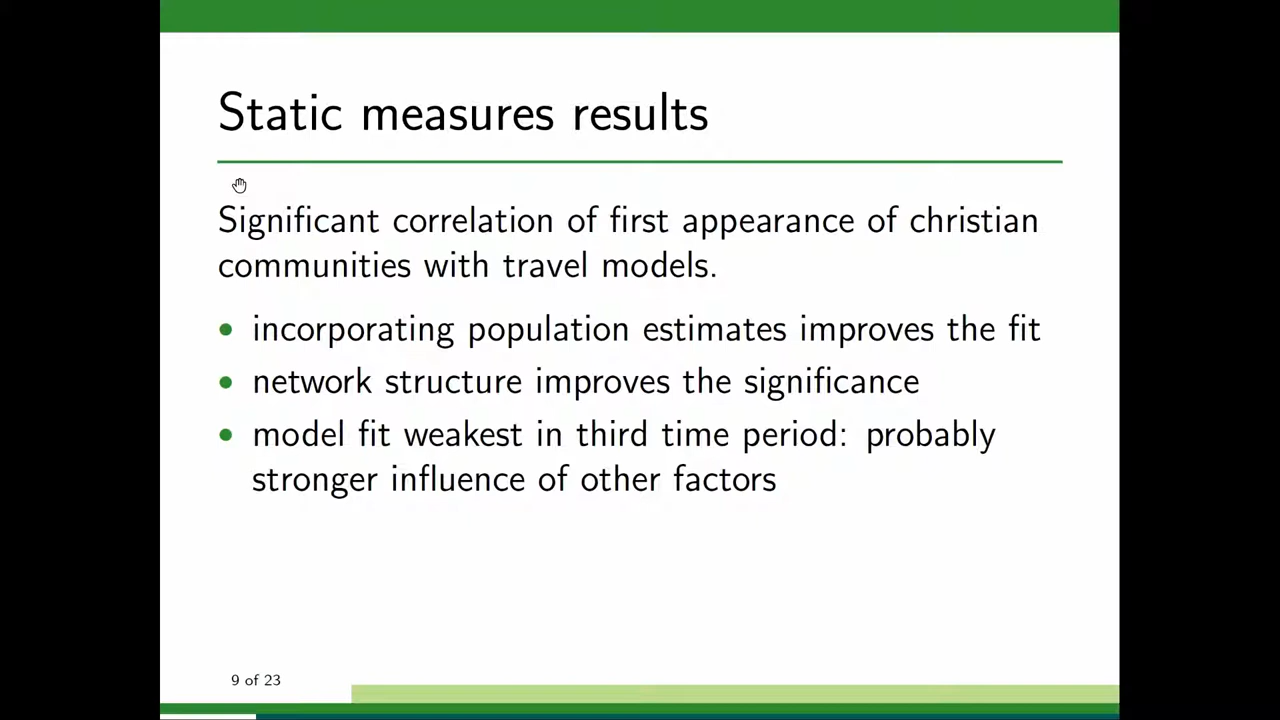 Static measures results
Significant correlation of first appearance of christian
communities with travel models.
• incorporating population estimates improves the fit
• network structure improves the significance
• model fit weakest in third time period: probably
stronger influence of other factors
9 of 23